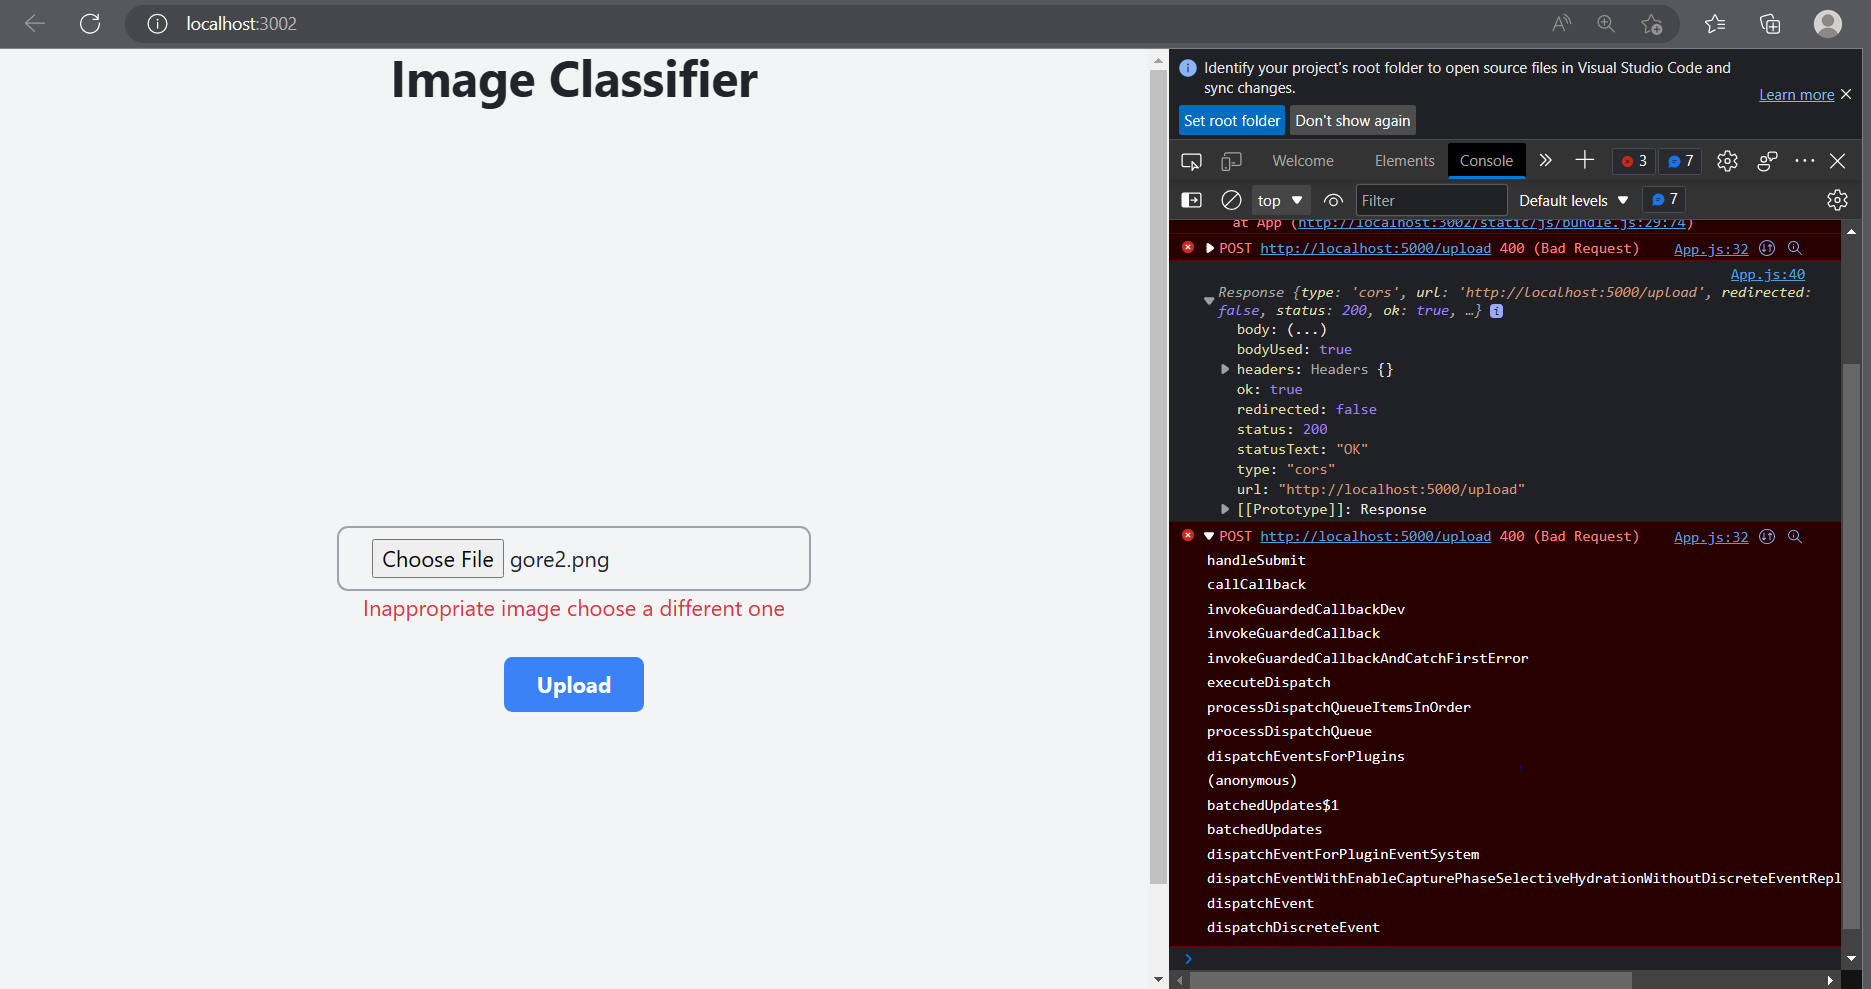 localhost:3002
Image Classifier
Choose File gore2.png
Inappropriate image choose a different one
Upload
Identify your project's root folder to open source files in Visual Studio Code and
sync changes.
Learn more
Set root folder Don't show again
Welcome Elements Console 3 7
top Filter Default levels 7
at App (http://localhost:3002/static/js/bundle.js:29:74)
POST http://localhost:5000/upload 400 (Bad Request) App.js:32
App.js:40
Response {type: 'cors', url: 'http://localhost:5000/upload', redirected:
false, status: 200, ok: true, …} i
body: (...)
bodyUsed: true
headers: Headers {}
ok: true
redirected: false
status: 200
statusText: "OK"
type: "cors"
url: "http://localhost:5000/upload"
[[Prototype]]: Response
POST http://localhost:5000/upload 400 (Bad Request) App.js:32
handleSubmit
callCallback
invokeGuardedCallbackDev
invokeGuardedCallback
invokeGuardedCallbackAndCatchFirstError
executeDispatch
processDispatchQueueItemsInOrder
processDispatchQueue
dispatchEventsForPlugins
(anonymous)
batchedUpdates$1
batchedUpdates
dispatchEventForPluginEventSystem
dispatchEventWithEnableCapturePhaseSelectiveHydrationWithoutDiscreteEventRepl
dispatchEvent
dispatchDiscreteEvent